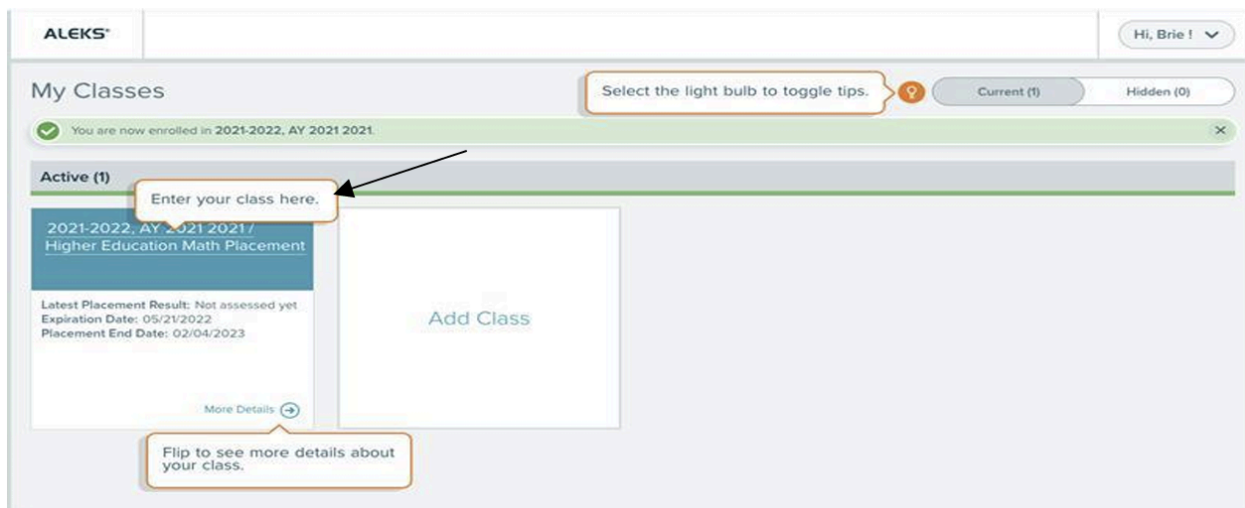 ALEKS®
Hi, Brie !
My Classes
Select the light bulb to toggle tips.
Current (1)
Hidden (0)
You are now enrolled in 2021-2022, AY 2021 2021.
Active (1)
Enter your class here.
2021-2022, AY 2021 2021 /
Higher Education Math Placement
Latest Placement Result: Not assessed yet
Expiration Date: 05/21/2022
Placement End Date: 02/04/2023
Add Class
More Details
Flip to see more details about
your class.